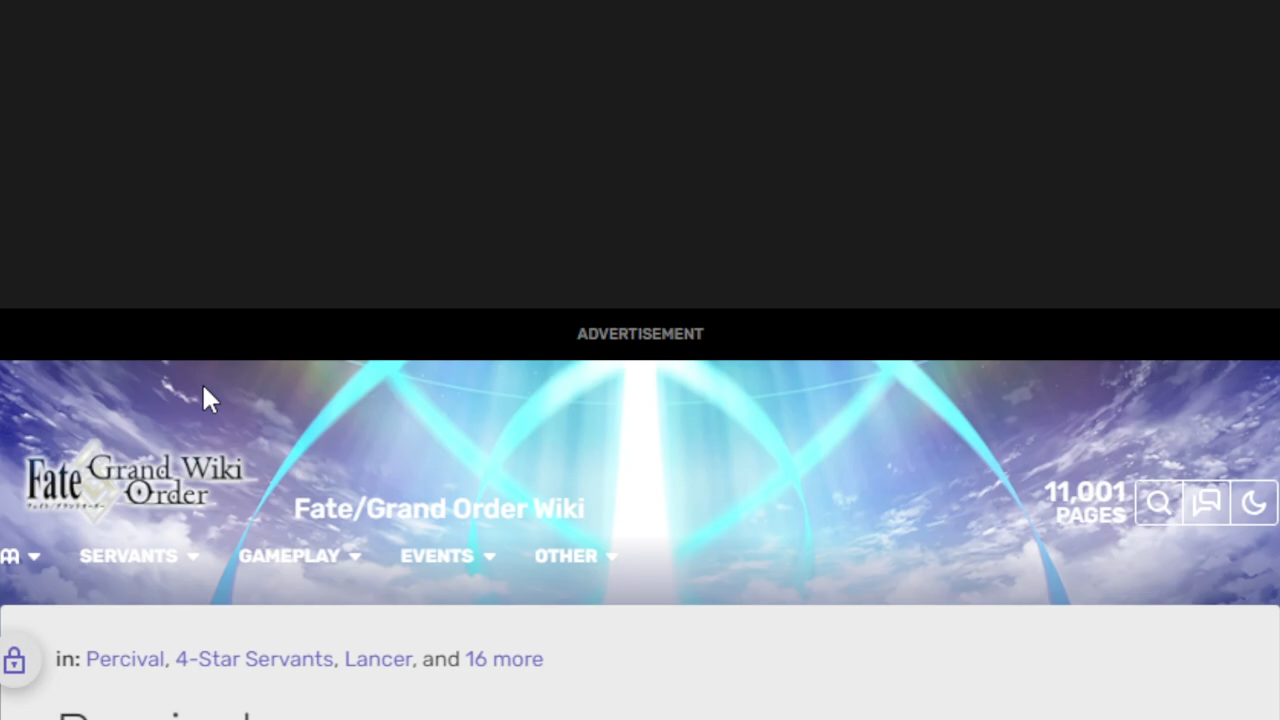 ADVERTISEMENT
Fate Grand Wiki
Order
Fate/Grand Order Wiki
11,001
PAGES
SERVANTS
GAMEPLAY
EVENTS
OTHER
in: Percival, 4-Star Servants, Lancer, and 16 more